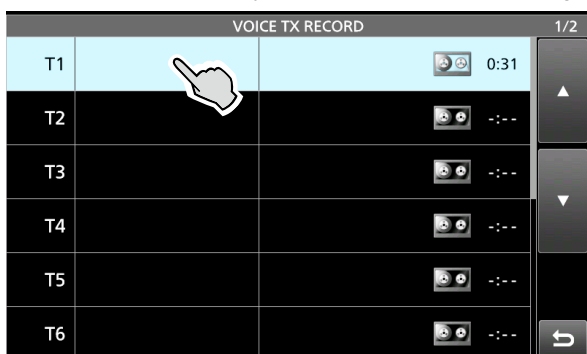 VOICE TX RECORD 1/2
T1 0:31
T2 -:--
T3 -:--
T4 -:--
T5 -:--
T6 -:--